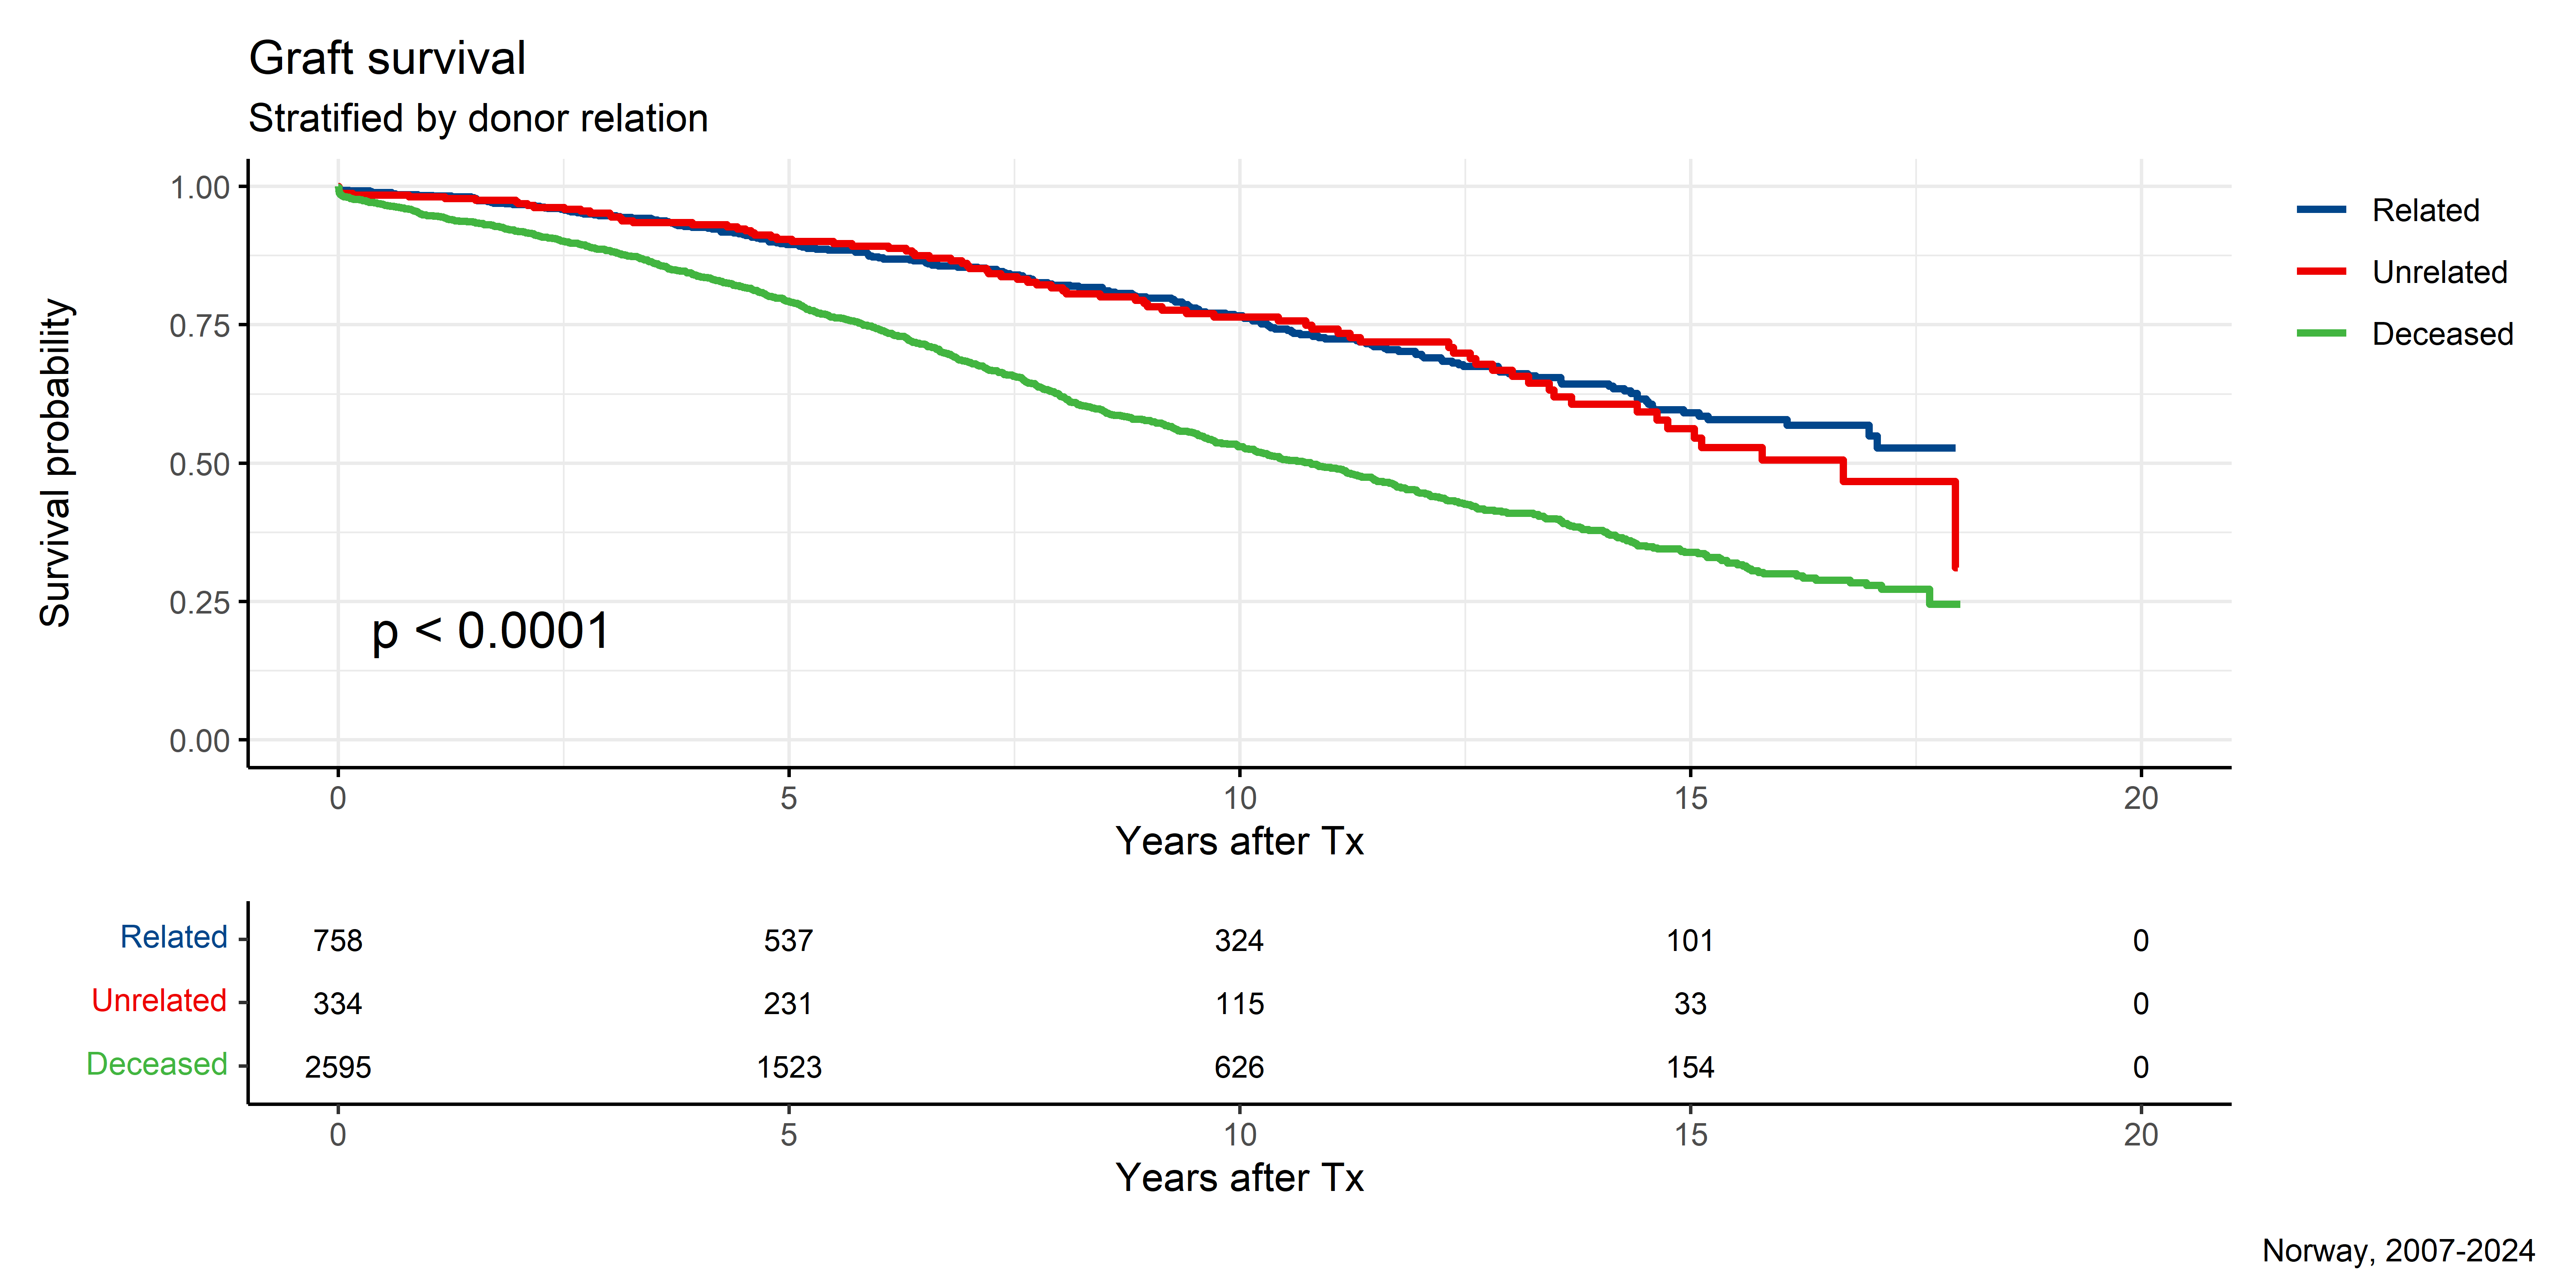 Graft survival
Stratified by donor relation
1.00
0.75
0.50
0.25
0.00
Survival probability
p < 0.0001
Related
Unrelated
Deceased
0 5 10 15 20
Years after Tx
Related 758 537 324 101 0
Unrelated 334 231 115 33 0
Deceased 2595 1523 626 154 0
0 5 10 15 20
Years after Tx
Norway, 2007-2024